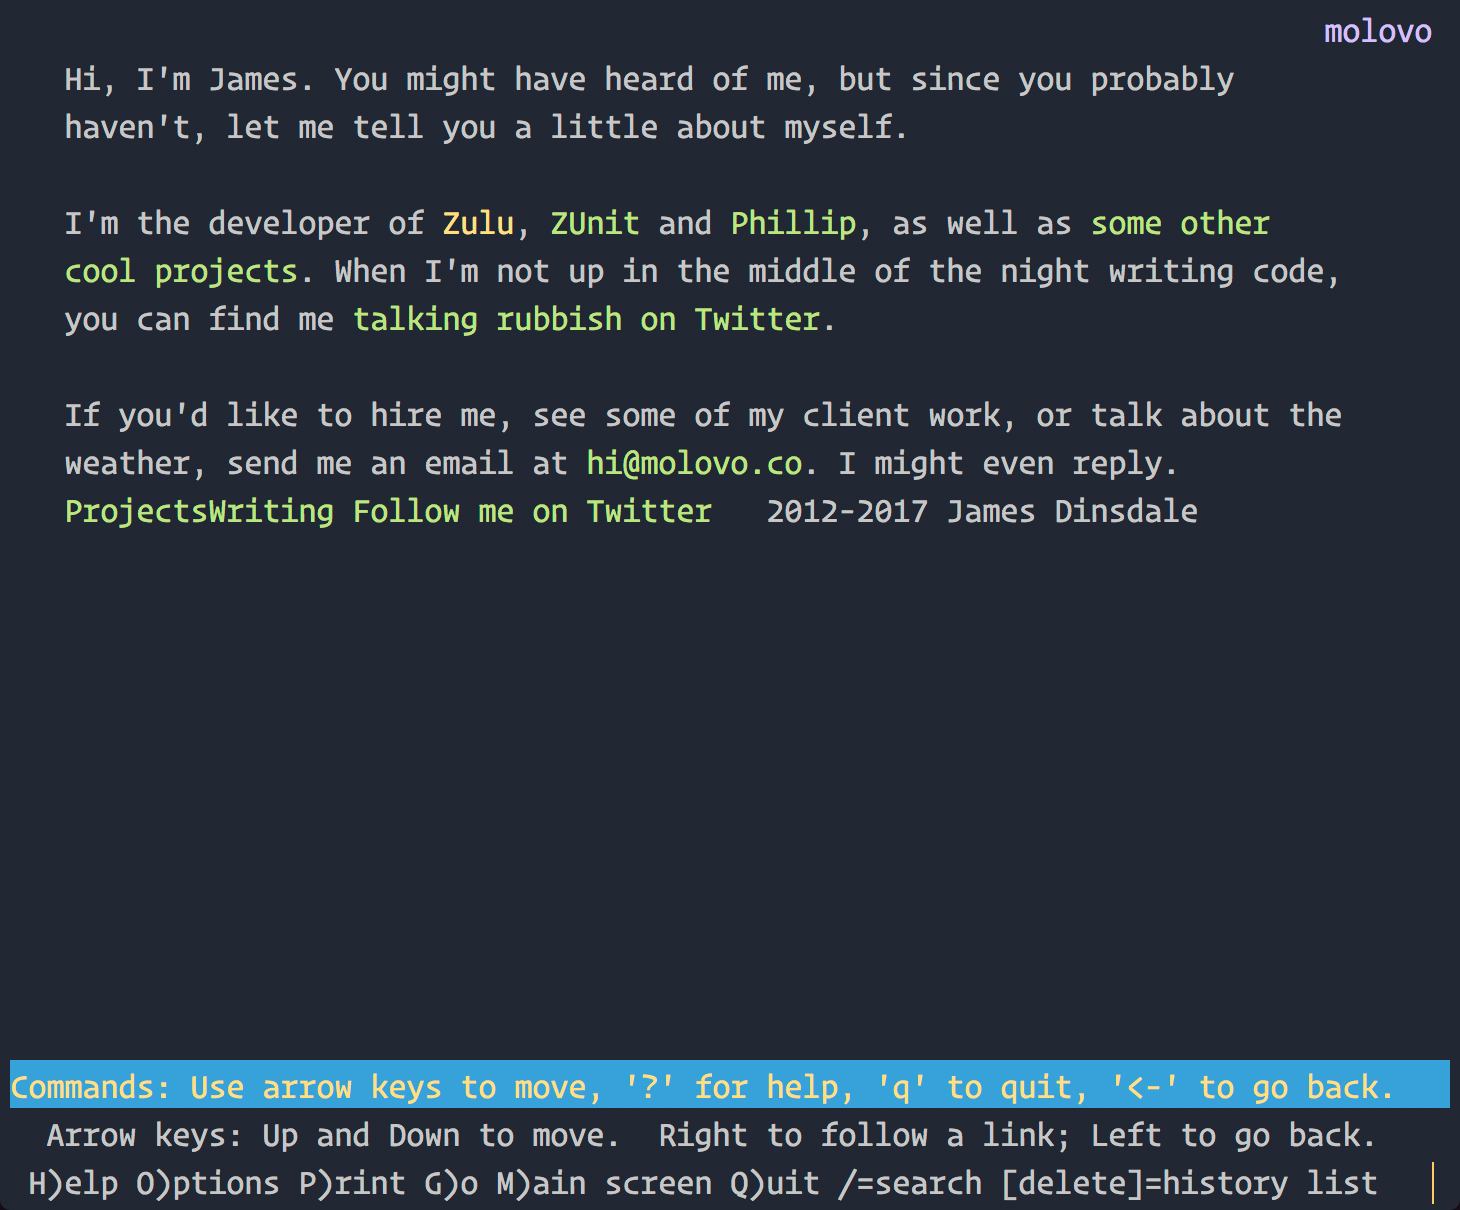 molovo
Hi, I'm James. You might have heard of me, but since you probably
haven't, let me tell you a little about myself.
I'm the developer of Zulu, ZUnit and Phillip, as well as some other
cool projects. When I'm not up in the middle of the night writing code,
you can find me talking rubbish on Twitter.
If you'd like to hire me, see some of my client work, or talk about the
weather, send me an email at hi@molovo.co. I might even reply.
ProjectsWriting Follow me on Twitter   2012-2017 James Dinsdale
Commands: Use arrow keys to move, '?' for help, 'q' to quit, '<-' to go back.
Arrow keys: Up and Down to move.  Right to follow a link; Left to go back.
H)elp O)ptions P)rint G)o M)ain screen Q)uit /=search [delete]=history list